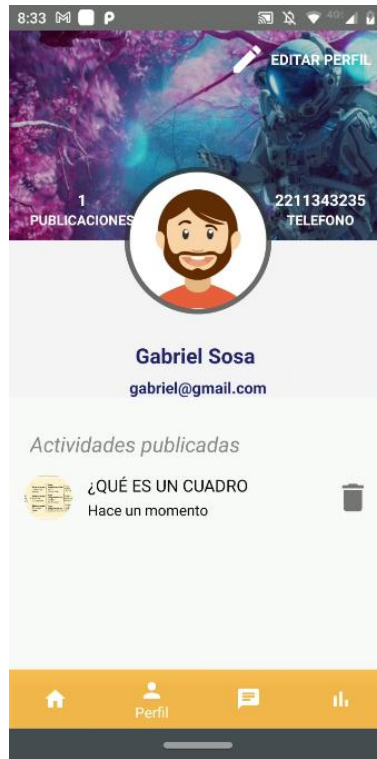 8:33
EDITAR PERFIL
1
PUBLICACIONES
2211343235
TELEFONO
Gabriel Sosa
gabriel@gmail.com
Actividades publicadas
¿QUÉ ES UN CUADRO
Hace un momento
Perfil